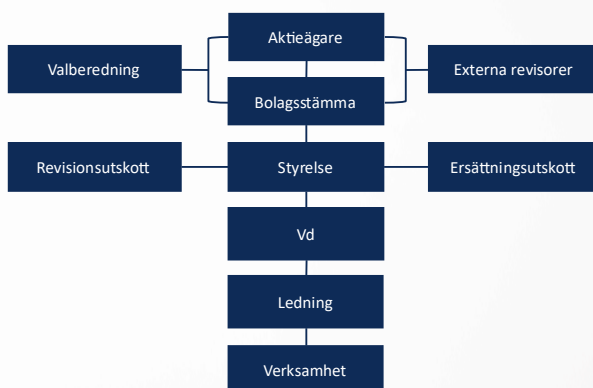 Aktieägare
Valberedning
Externa revisorer
Bolagsstämma
Revisionsutskott
Styrelse
Ersättningsutskott
Vd
Ledning
Verksamhet